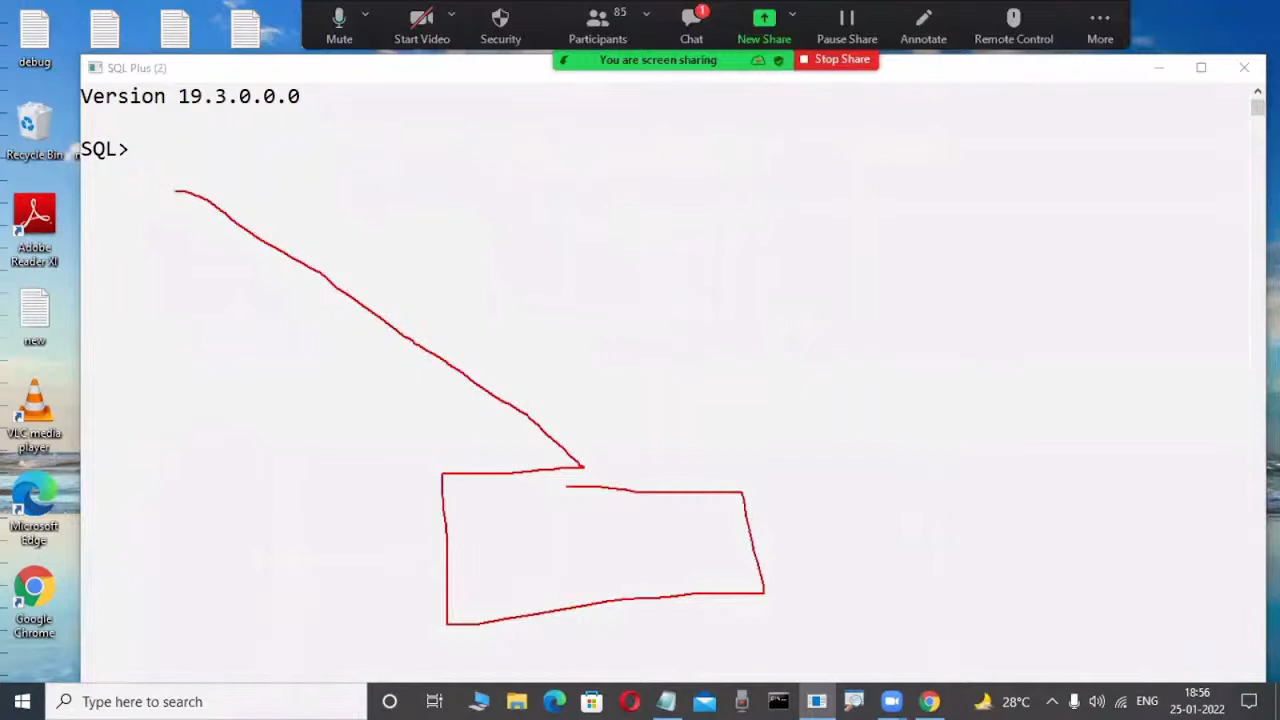 85
1
Mute
Start Video
Security
Participants
Chat
New Share
Pause Share
Annotate
Remote Control
More
You are screen sharing
Stop Share
debug
SQL Plus (2)
Version 19.3.0.0.0
SQL>
Recycle Bin
Adobe
Reader XI
new
VLC media
player
Microsoft
Edge
Google
Chrome
Type here to search
28°C
ENG
18:56
25-01-2022